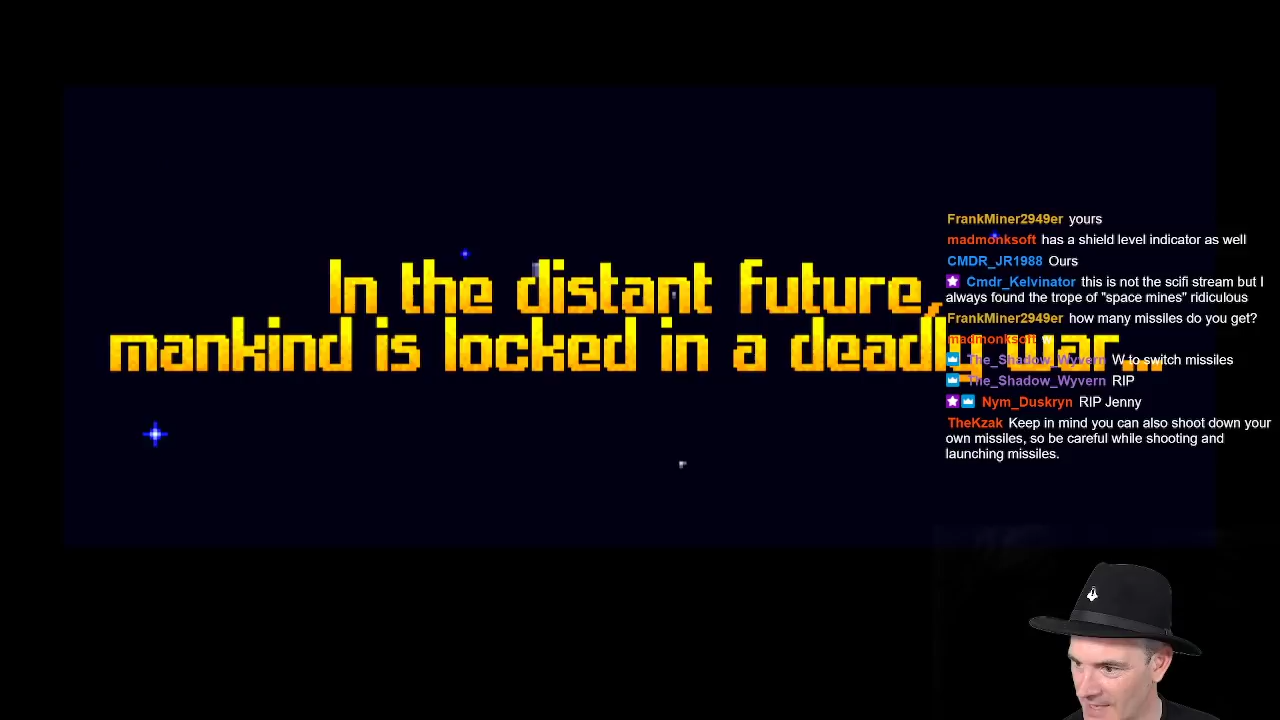 In the distant future,
mankind is locked in a deadly war...
FrankMiner2949er yours
madmonksoft has a shield level indicator as well
CMDR_JR1988 Ours
Cmdr_Kelvinator this is not the scifi stream but I
always found the trope of "space mines" ridiculous
FrankMiner2949er how many missiles do you get?
madmonksoft w
The_Shadow_Wyvern W to switch missiles
The_Shadow_Wyvern RIP
Nym_Duskryn RIP Jenny
TheKzak Keep in mind you can also shoot down your
own missiles, so be careful while shooting and
launching missiles.